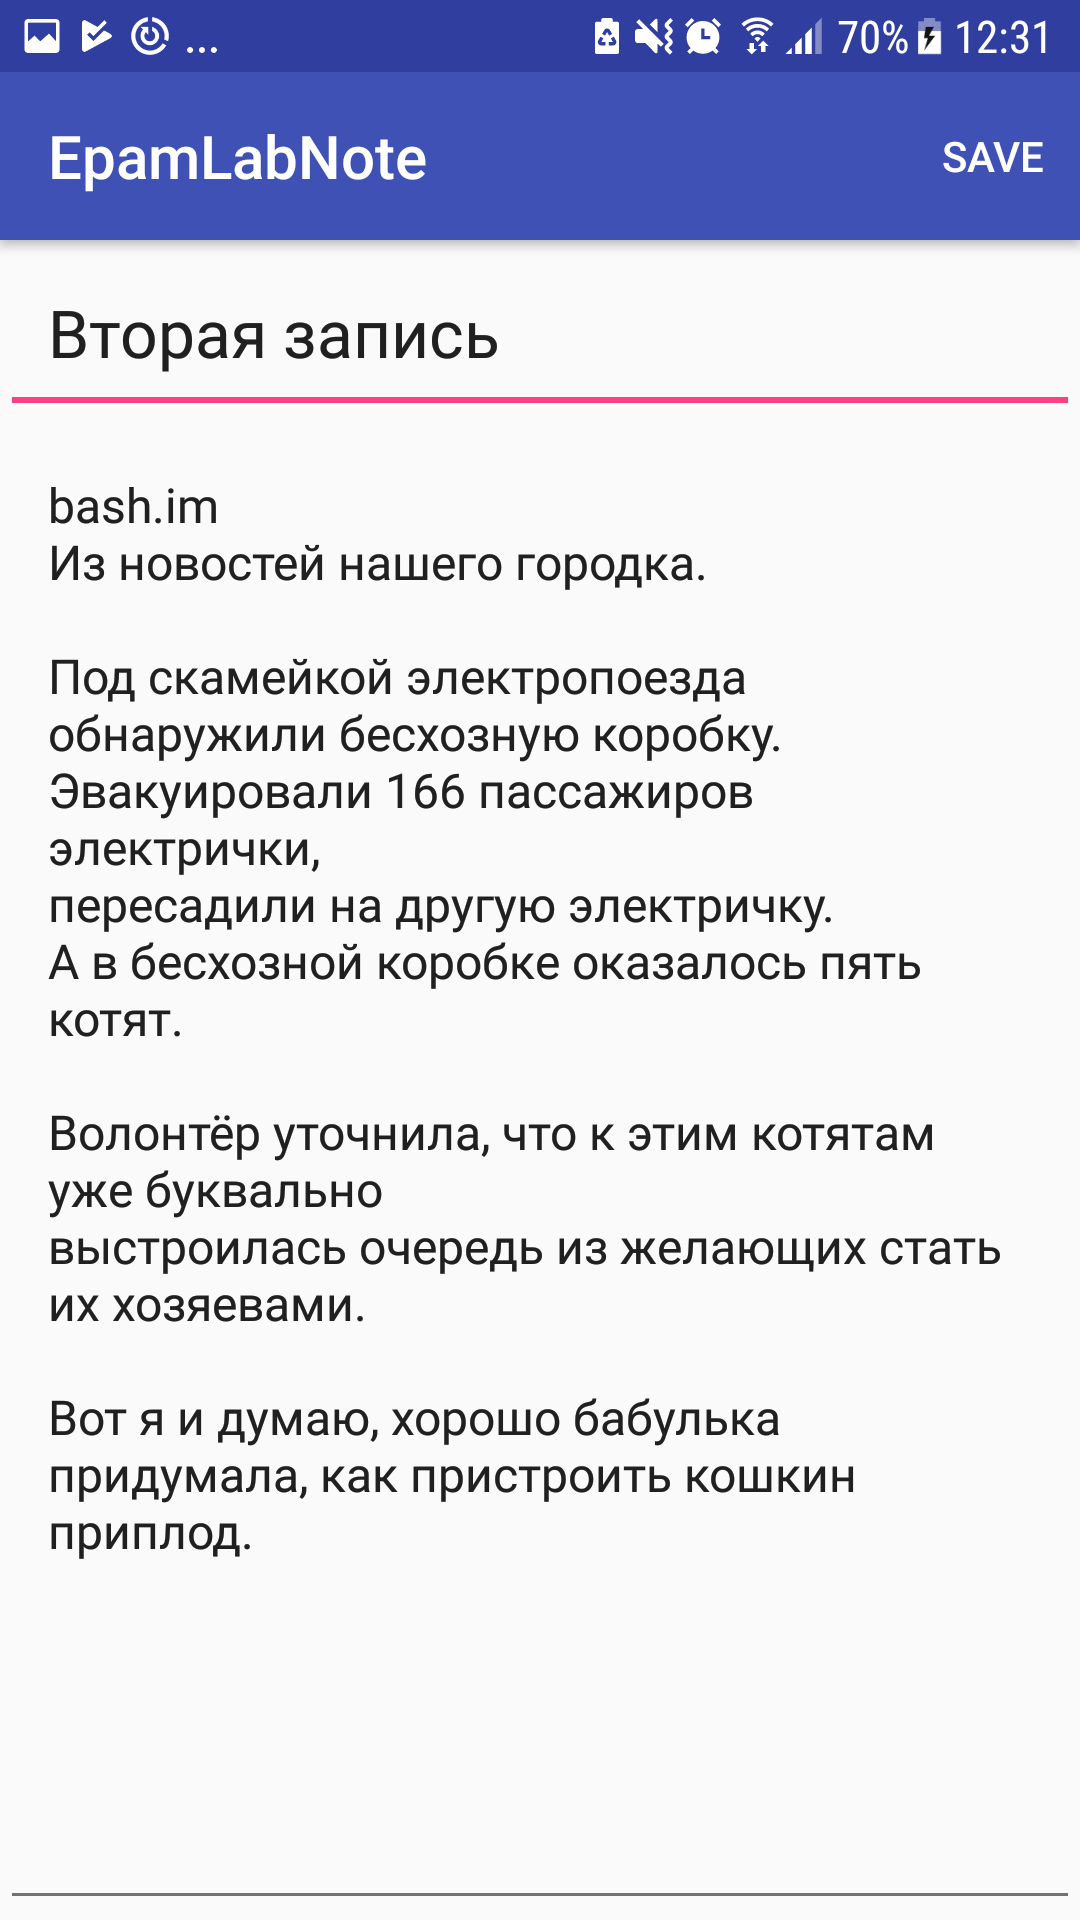 ... 70% 12:31
EpamLabNote SAVE
Вторая запись
bash.im
Из новостей нашего городка.
Под скамейкой электропоезда
обнаружили бесхозную коробку.
Эвакуировали 166 пассажиров
электрички,
пересадили на другую электричку.
А в бесхозной коробке оказалось пять
котят.
Волонтёр уточнила, что к этим котятам
уже буквально
выстроилась очередь из желающих стать
их хозяевами.
Вот я и думаю, хорошо бабулька
придумала, как пристроить кошкин
приплод.